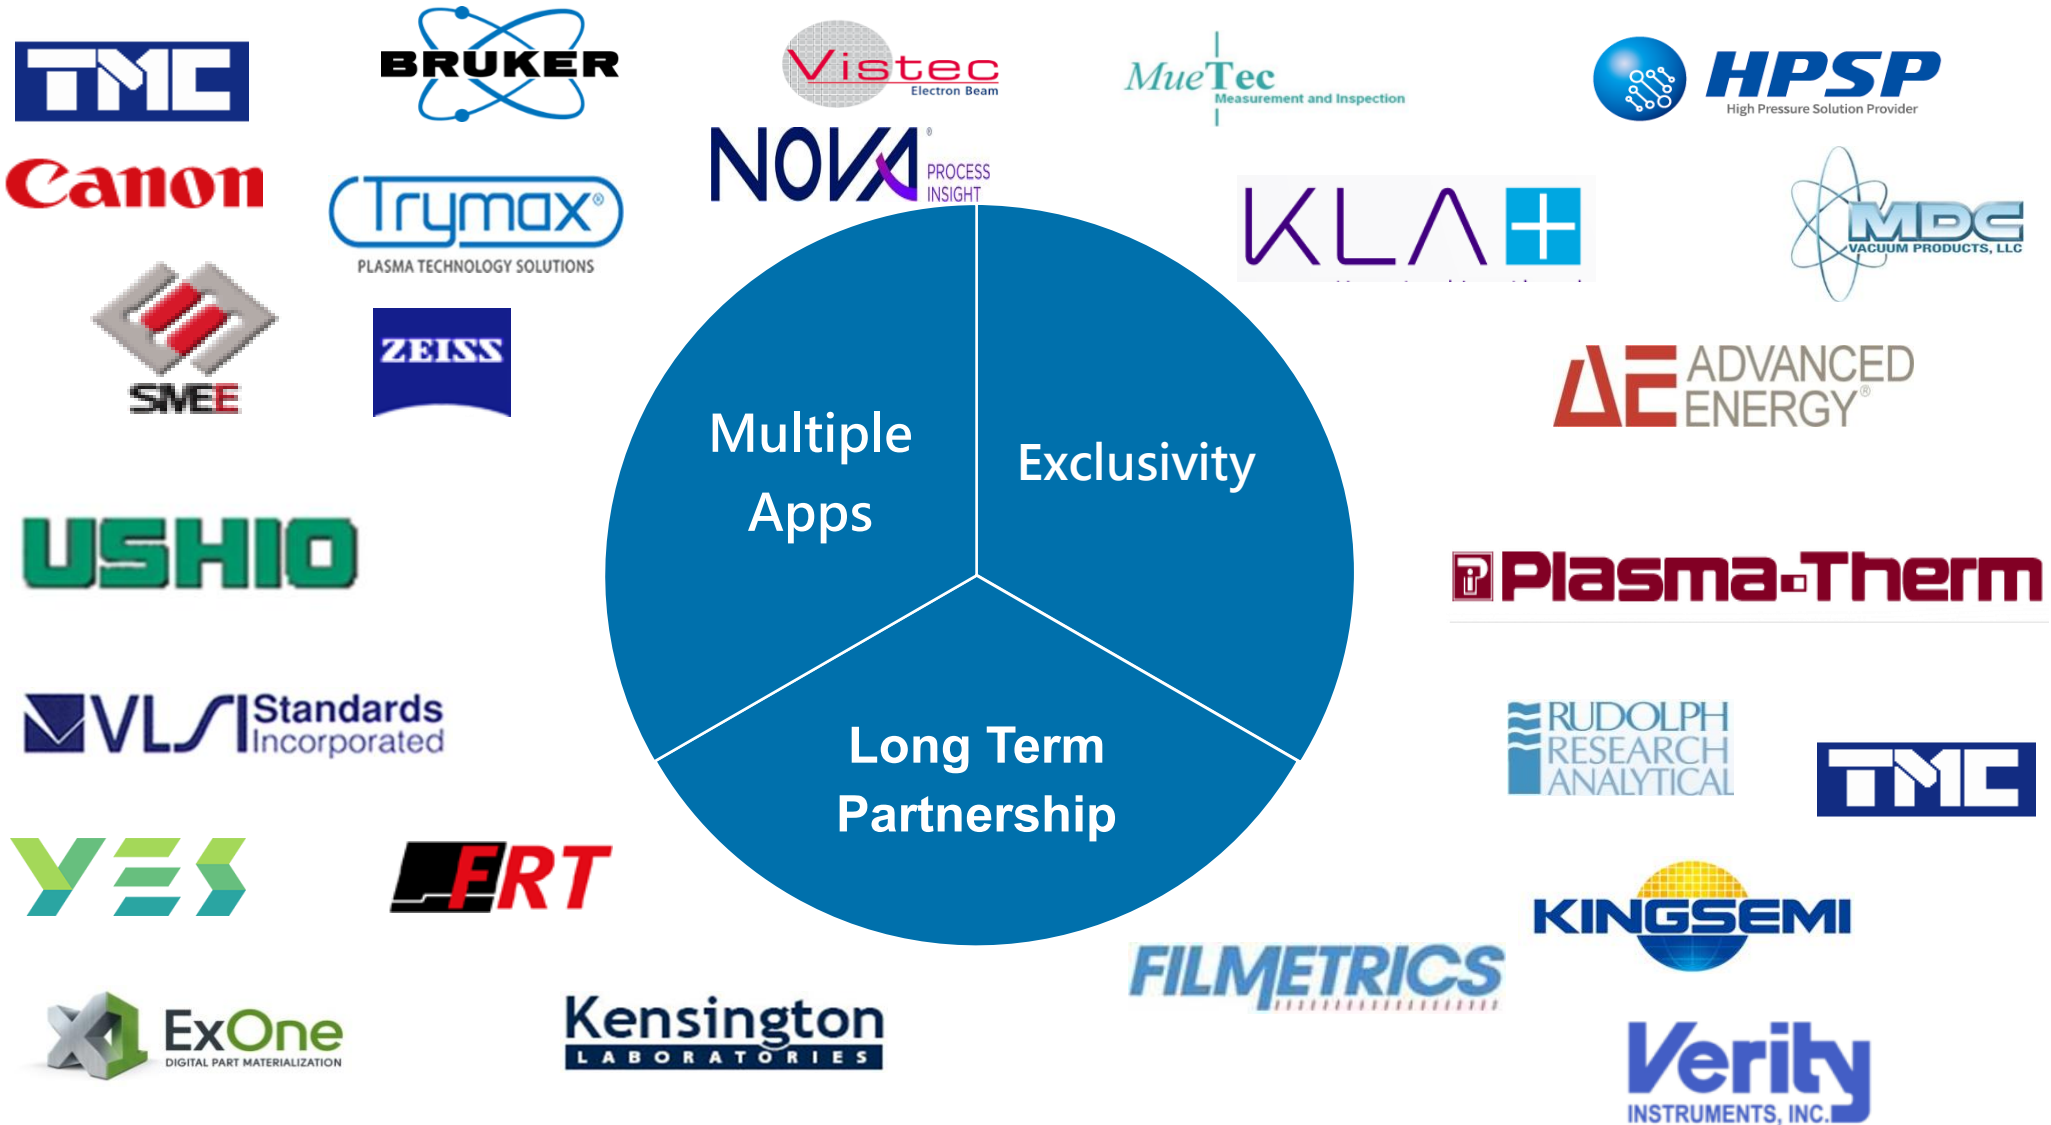 TMC
BRUKER
Vistec
Electron Beam
MueTec
Measurement and Inspection
HPSP
High Pressure Solution Provider
Canon
Trymax®
PLASMA TECHNOLOGY SOLUTIONS
NOVA®
PROCESS
INSIGHT
KLA
MDC
VACUUM PRODUCTS, LLC
SMEE
ZEISS
AE ADVANCED
ENERGY®
Multiple
Apps
Exclusivity
USHIO
Plasma-Therm
VLSI Standards
Incorporated
Long Term
Partnership
RUDOLPH
RESEARCH
ANALYTICAL
TMC
YES
FRT
KINGSEMI
FILMETRICS
ExOne
DIGITAL PART MATERIALIZATION
Kensington
LABORATORIES
Verity
INSTRUMENTS, INC.